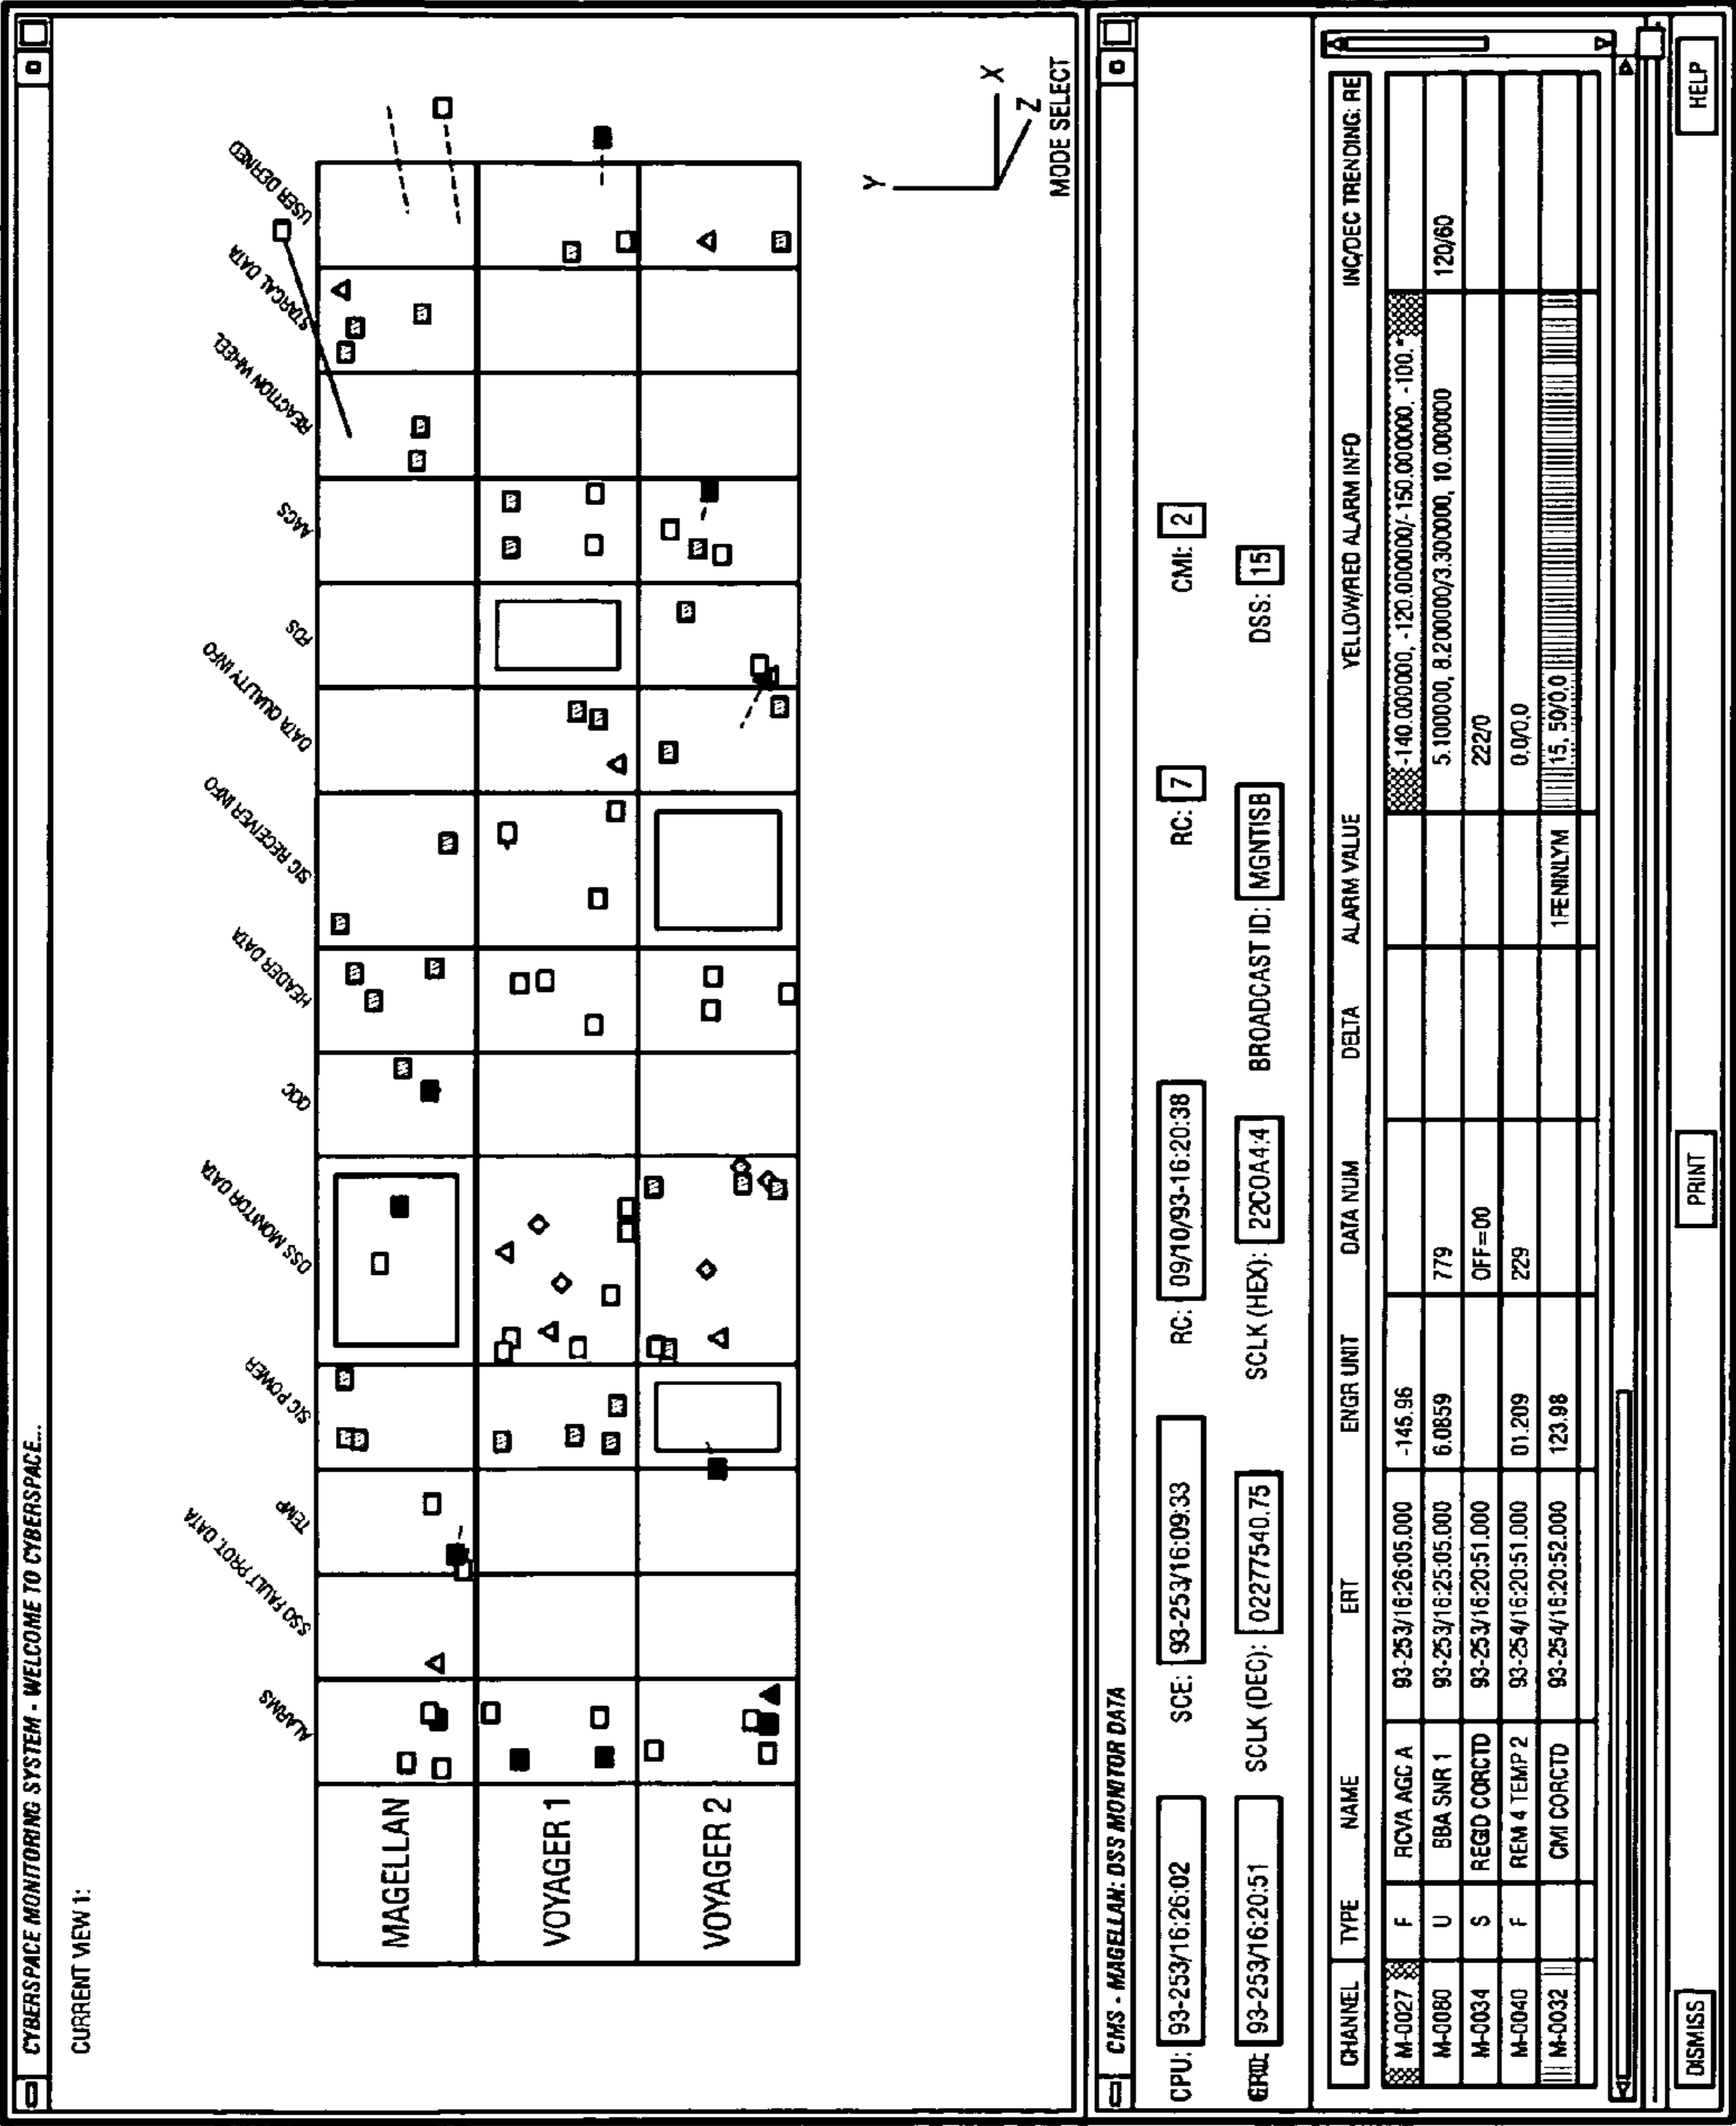 CYBERSPACE MONITORING SYSTEM - WELCOME TO CYBERSPACE...
CURRENT VIEW 1:
ALARMS
SSO FAULT PROT. DATA
TEMP
SIC POWER
DSS MONITOR DATA
QQC
HEADER DATA
SIC RECEIVER INFO
DATA QUALITY INFO
FDS
AACS
REACTION WHEEL
STARCAL DATA
USER DEFINED
MAGELLAN
VOYAGER 1
VOYAGER 2
Y
X
Z
MODE SELECT
CMS - MAGELLAN: DSS MONITOR DATA
CPU: 93-253/16:26:02 SCE: 93-253/16:09:33 RC: 09/10/93-16:20:38 RC: 7 CMI: 2
GRD: 93-253/16:20:51 SCLK (DEC): 02277540.75 SCLK (HEX): 22C0A4:4 BROADCAST ID: MGNTISB DSS: 15
CHANNEL TYPE NAME ERT ENGR UNIT DATA NUM DELTA ALARM VALUE YELLOW/RED ALARM INFO INC/DEC TRENDING: RE
M-0027 F RCVA AGC A 93-253/16:26:05.000 -145.96 -140.000000, -120.000000/-150.000000, -100.*
M-0080 U BBA SNR 1 93-253/16:25:05.000 6.0859 779 5.100000, 8.200000/3.300000, 10.000000 120/60
M-0034 S REGID CORCTD 93-253/16:20:51.000 OFF=00 222/0
M-0040 F REM 4 TEMP 2 93-254/16:20:51.000 01.209 229 0,0/0,0
M-0032 CMI CORCTD 93-254/16:20:52.000 123.98 1FENINLYM 15, 50/0,0
DISMISS PRINT HELP